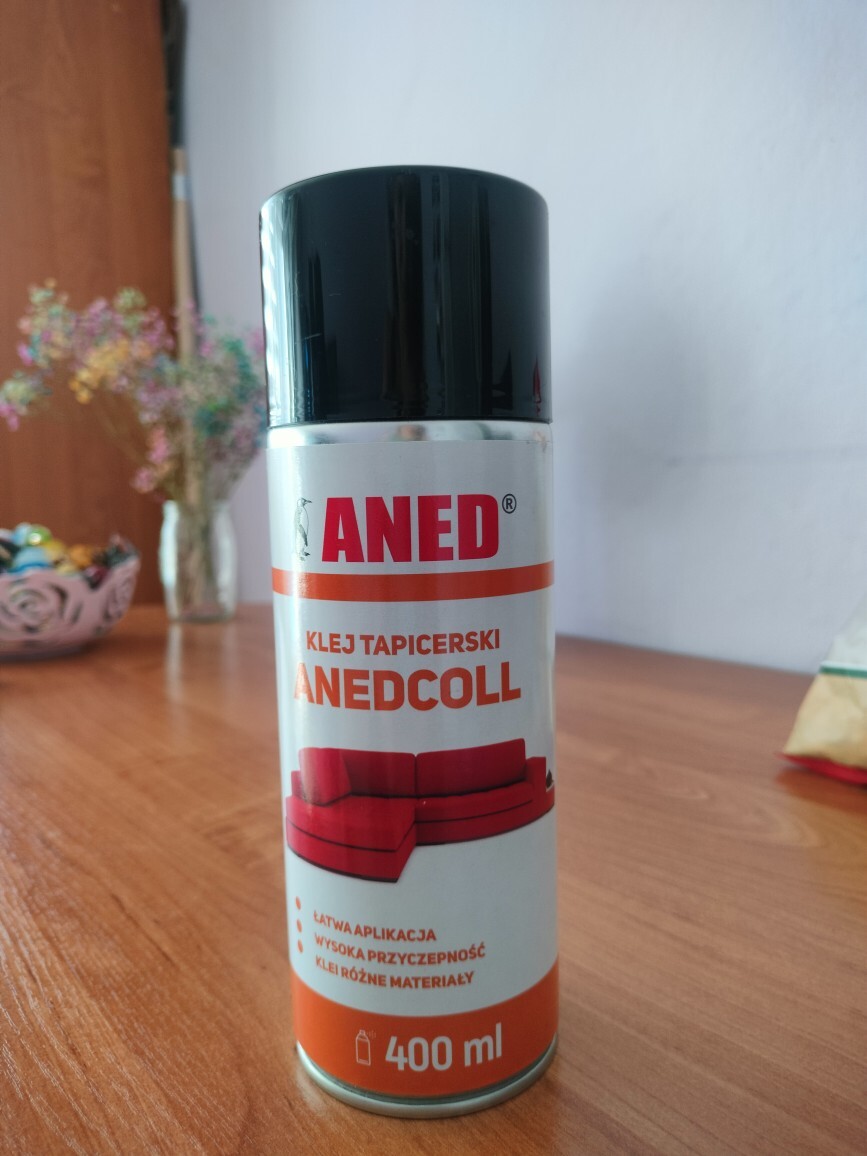 ANED®
KLEJ TAPICERSKI
ANEDCOLL
ŁATWA APLIKACJA
WYSOKA PRZYCZEPNOŚĆ
KLEI RÓŻNE MATERIAŁY
400 ml